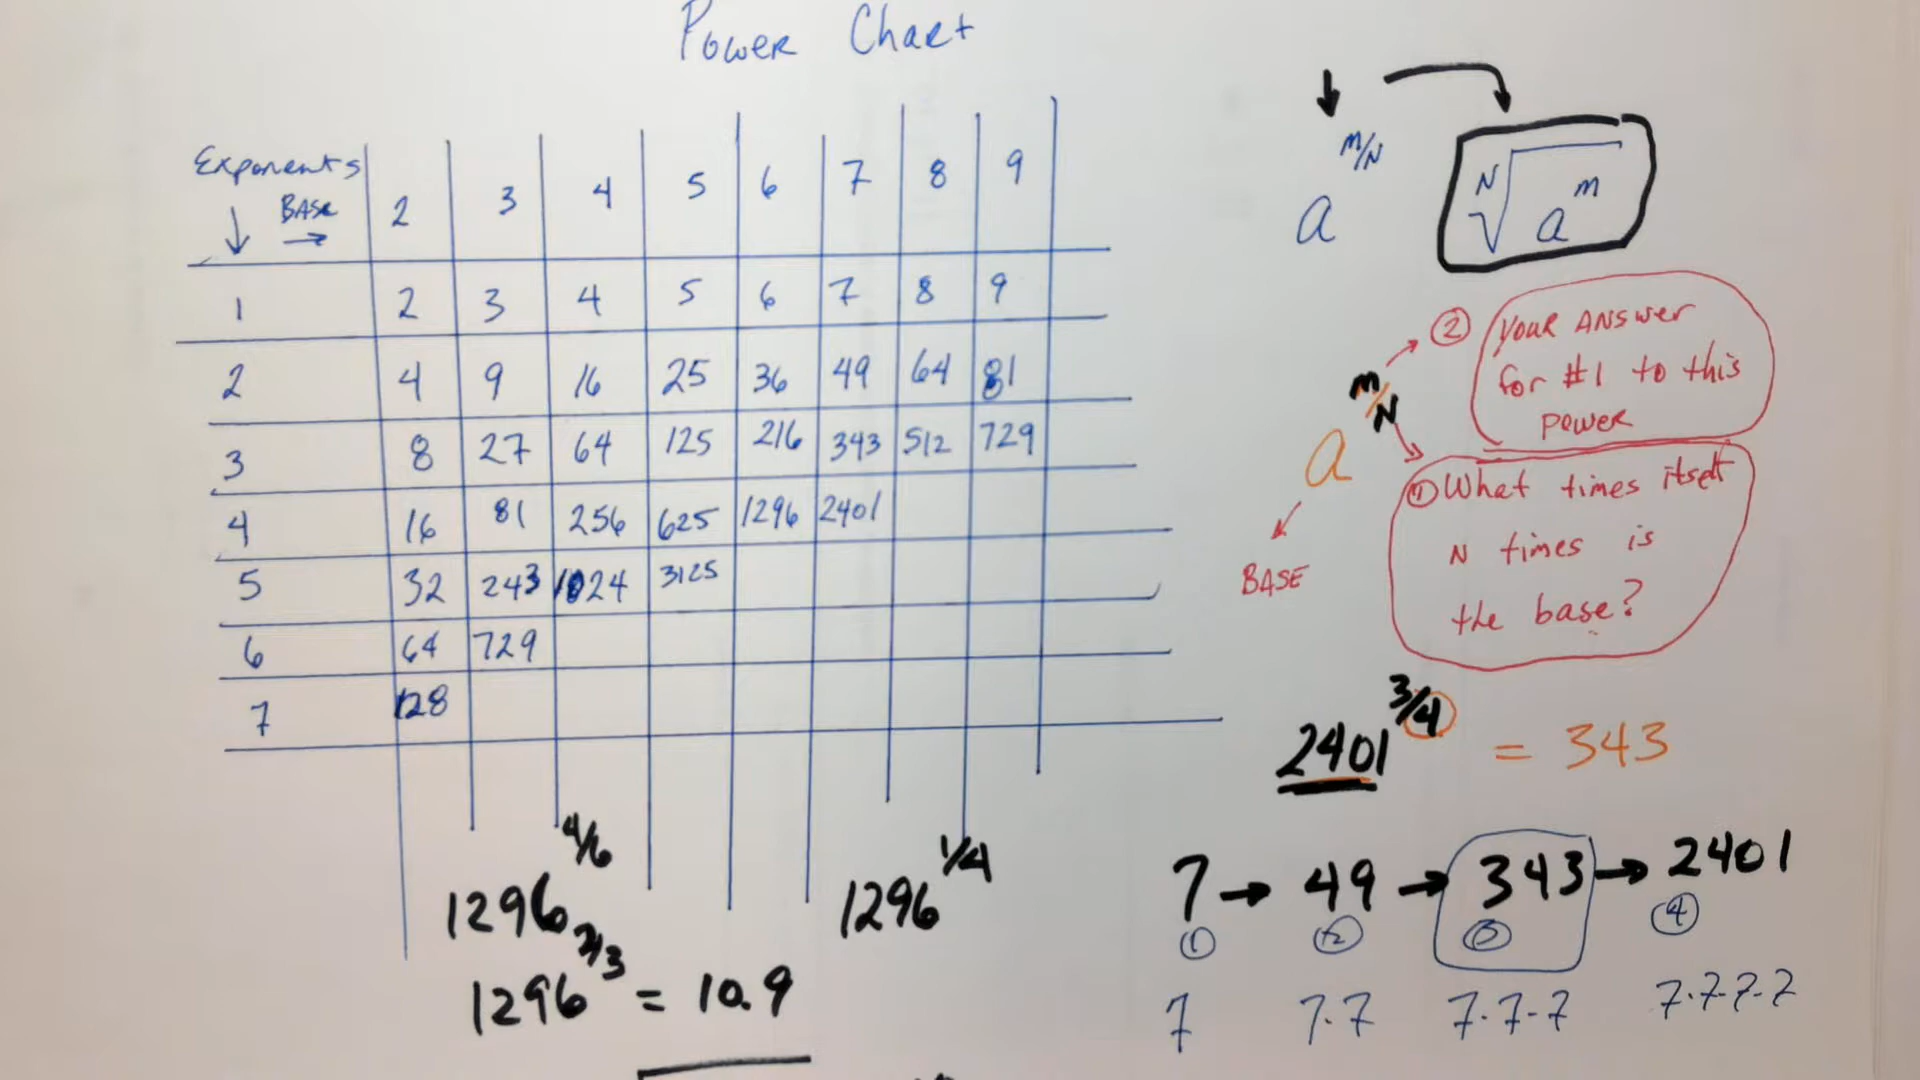 Power Chart
Exponents
BASE
2 3 4 5 6 7 8 9
1 2 3 4 5 6 7 8 9
2 4 9 16 25 36 49 64 81
3 8 27 64 125 216 343 512 729
4 16 81 256 625 1296 2401
5 32 243 1024 3125
6 64 729
7 128
1296^4/6
1296^2/3 = 10.9
1296^1/4
a^m/N
N√a^m
a^m/N
② Your Answer
for #1 to this
power
① What times itself
N times is
the base?
BASE
2401^3/4 = 343
7 → 49 → 343 → 2401
① ② ③ ④
7 7·7 7·7·7 7·7·7·7